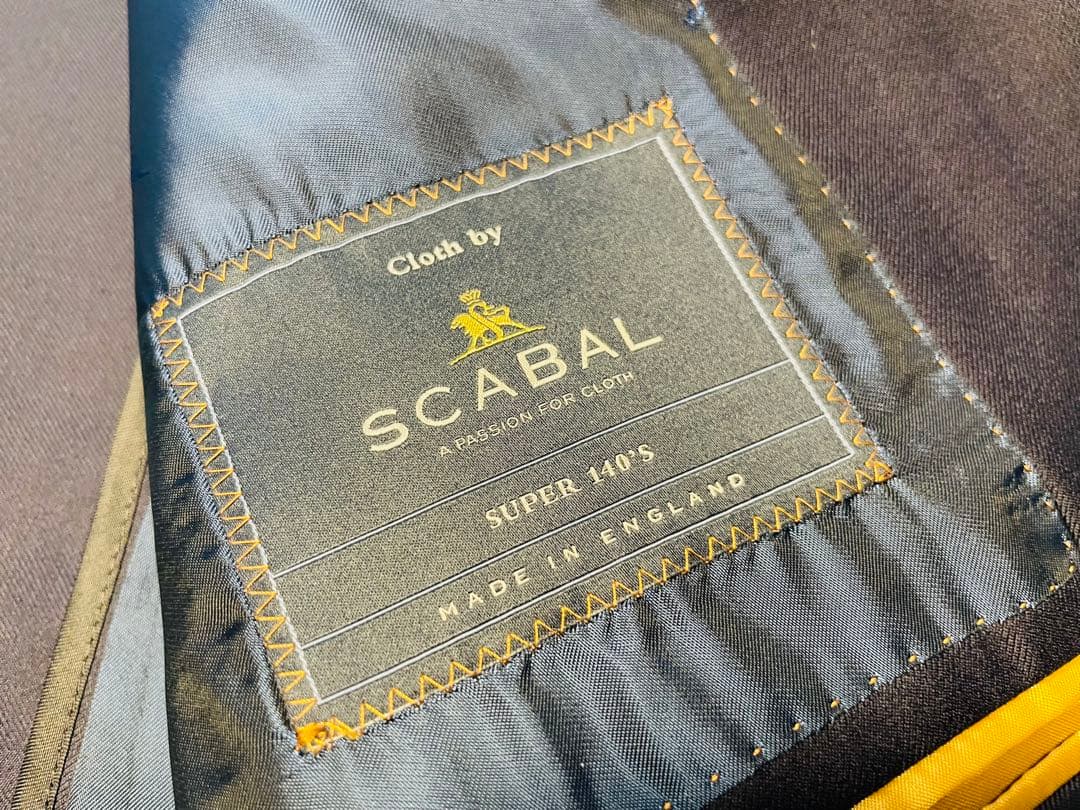 Cloth by
SCABAL
A PASSION FOR CLOTH
SUPER 140'S
MADE IN ENGLAND